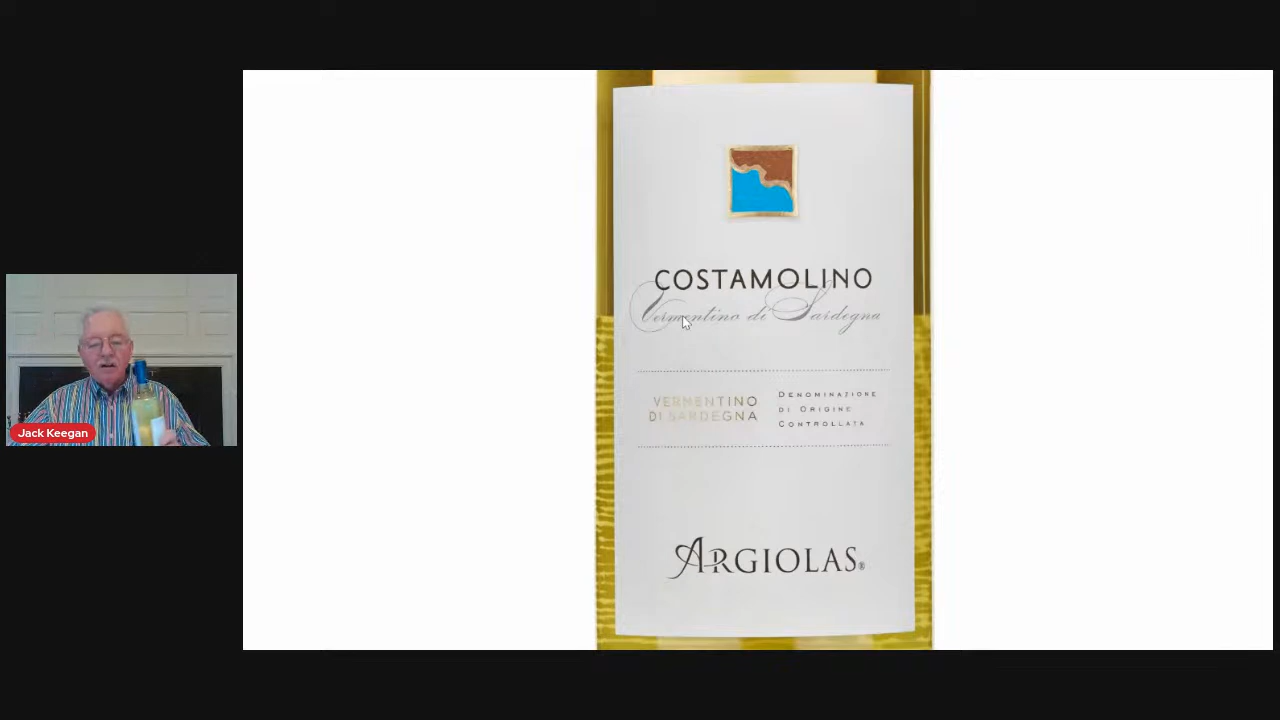 Jack Keegan
COSTAMOLINO
Vermentino di Sardegna
VERMENTINO
DI SARDEGNA
DENOMINAZIONE
DI ORIGINE
CONTROLLATA
ARGIOLAS®